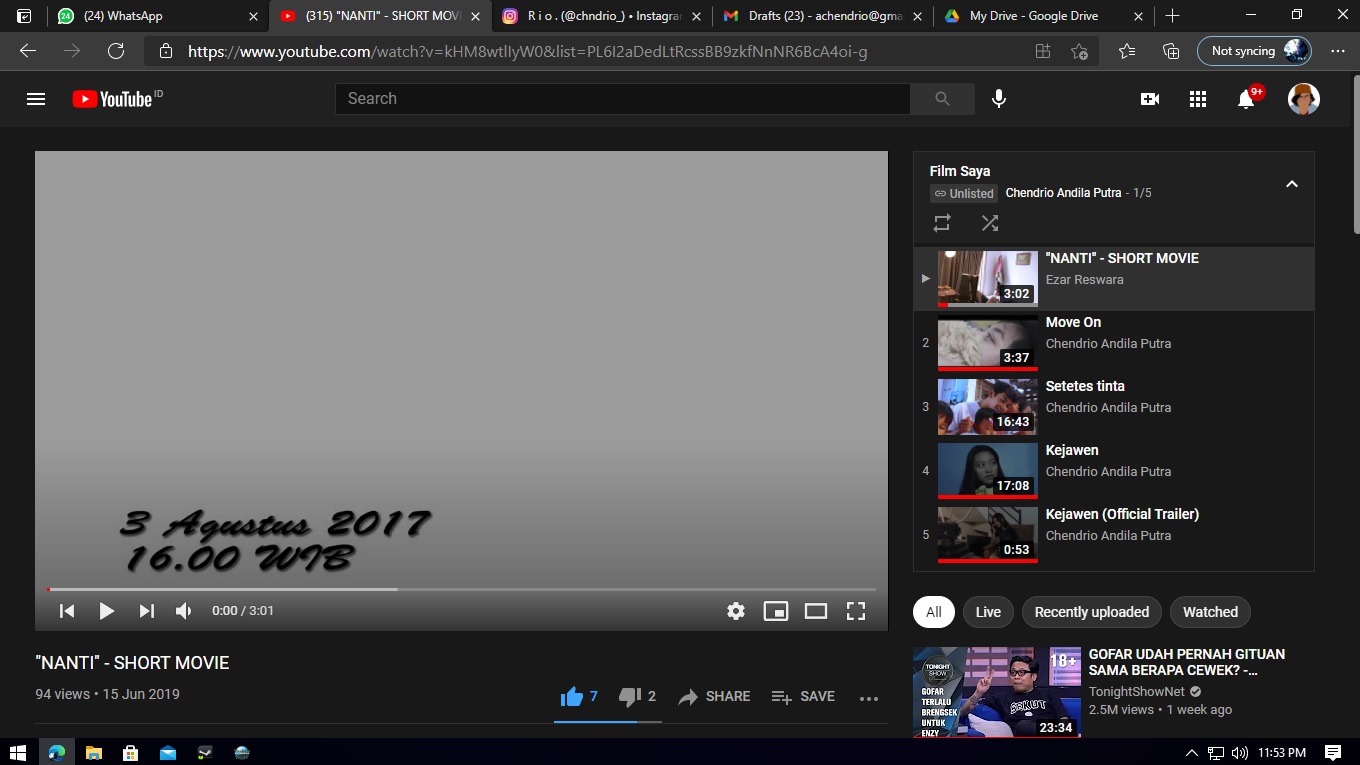 (24) WhatsApp
(315) "NANTI" - SHORT MOVI
R i o . (@chndrio_) • Instagram
Drafts (23) - achendrio@gma
My Drive - Google Drive
https://www.youtube.com/watch?v=kHM8wtlIyW0&list=PL6I2aDedLtRcssBB9zkfNnNR6BcA4oi-g
Not syncing
YouTube ID
Search
9+
3 Agustus 2017
16.00 WIB
0:00 / 3:01
"NANTI" - SHORT MOVIE
94 views • 15 Jun 2019
7
2
SHARE
SAVE
Film Saya
Unlisted
Chendrio Andila Putra - 1/5
"NANTI" - SHORT MOVIE
Ezar Reswara
3:02
2
Move On
Chendrio Andila Putra
3:37
3
Setetes tinta
Chendrio Andila Putra
16:43
4
Kejawen
Chendrio Andila Putra
17:08
5
Kejawen (Official Trailer)
Chendrio Andila Putra
0:53
All
Live
Recently uploaded
Watched
TONIGHT
SHOW
18+
GOFAR
TERLALU
BRENGSEK
UNTUK
ENZY
SEKUT
23:34
GOFAR UDAH PERNAH GITUAN
SAMA BERAPA CEWEK? -...
TonightShowNet
2.5M views • 1 week ago
11:53 PM